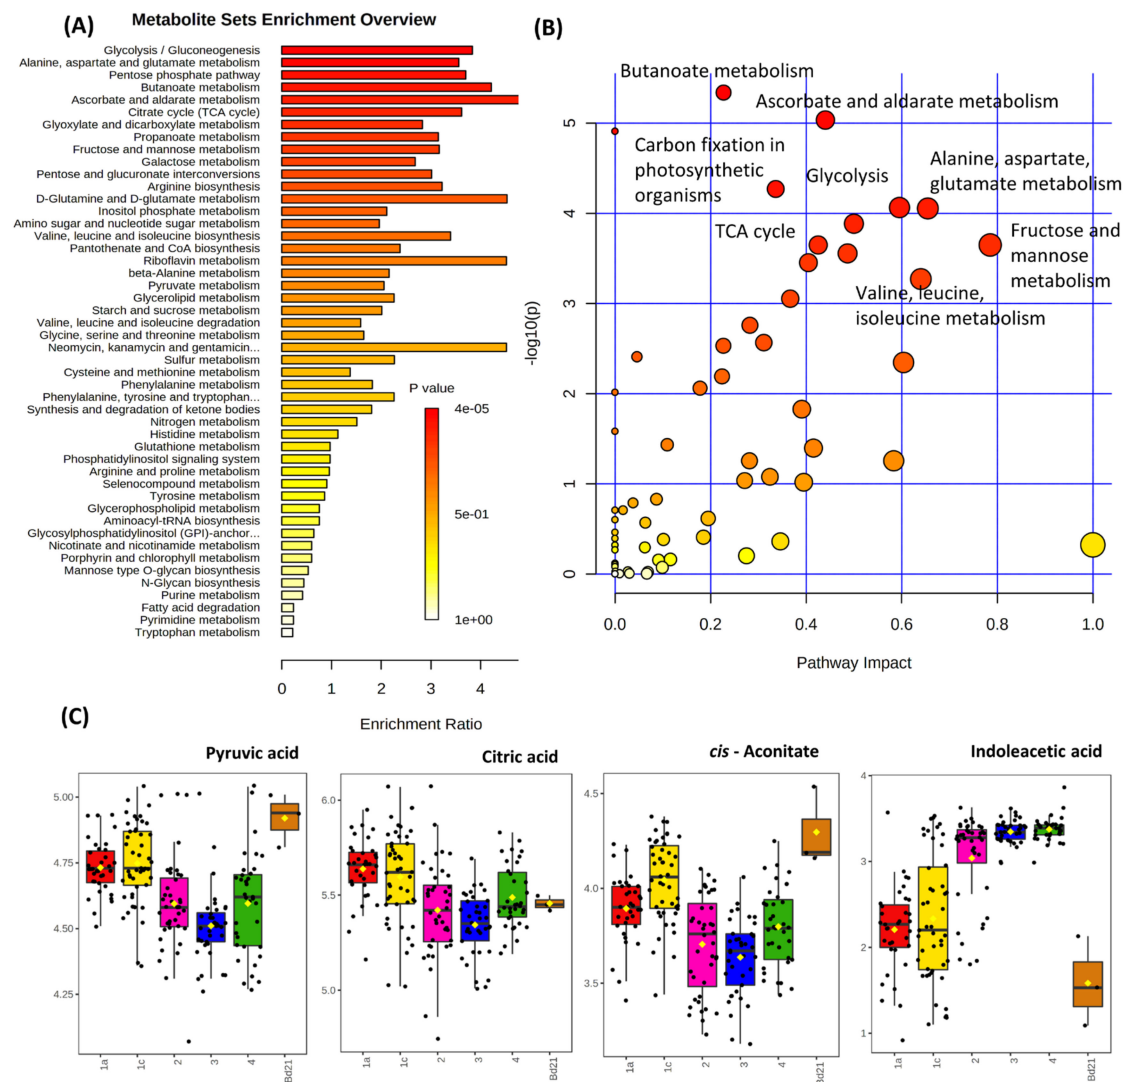 (A)
Metabolite Sets Enrichment Overview
Glycolysis / Gluconeogenesis
Alanine, aspartate and glutamate metabolism
Pentose phosphate pathway
Butanoate metabolism
Ascorbate and aldarate metabolism
Citrate cycle (TCA cycle)
Glyoxylate and dicarboxylate metabolism
Propanoate metabolism
Fructose and mannose metabolism
Galactose metabolism
Pentose and glucuronate interconversions
Arginine biosynthesis
D-Glutamine and D-glutamate metabolism
Inositol phosphate metabolism
Amino sugar and nucleotide sugar metabolism
Valine, leucine and isoleucine biosynthesis
Pantothenate and CoA biosynthesis
Riboflavin metabolism
beta-Alanine metabolism
Pyruvate metabolism
Glycerolipid metabolism
Starch and sucrose metabolism
Valine, leucine and isoleucine degradation
Glycine, serine and threonine metabolism
Neomycin, kanamycin and gentamicin...
Sulfur metabolism
Cysteine and methionine metabolism
Phenylalanine metabolism
Phenylalanine, tyrosine and tryptophan...
Synthesis and degradation of ketone bodies
Nitrogen metabolism
Histidine metabolism
Glutathione metabolism
Phosphatidylinositol signaling system
Arginine and proline metabolism
Selenocompound metabolism
Tyrosine metabolism
Glycerophospholipid metabolism
Aminoacyl-tRNA biosynthesis
Glycosylphosphatidylinositol (GPI)-anchor...
Nicotinate and nicotinamide metabolism
Porphyrin and chlorophyll metabolism
Mannose type O-glycan biosynthesis
N-Glycan biosynthesis
Purine metabolism
Fatty acid degradation
Pyrimidine metabolism
Tryptophan metabolism
P value
4e-05
5e-01
1e+00
0 1 2 3 4
Enrichment Ratio
(B)
Butanoate metabolism
Ascorbate and aldarate metabolism
Carbon fixation in
photosynthetic
organisms
Glycolysis
Alanine, aspartate,
glutamate metabolism
TCA cycle
Fructose and
mannose
metabolism
Valine, leucine,
isoleucine metabolism
-log10(p)
5
4
3
2
1
0
0.0 0.2 0.4 0.6 0.8 1.0
Pathway Impact
(C)
Pyruvic acid
5.00
4.75
4.50
4.25
1a 1c 2 3 4 Bd21
Citric acid
6.0
5.5
5.0
1a 1c 2 3 4 Bd21
cis - Aconitate
4.5
4.0
3.5
1a 1c 2 3 4 Bd21
Indoleacetic acid
4
3
2
1
1a 1c 2 3 4 Bd21